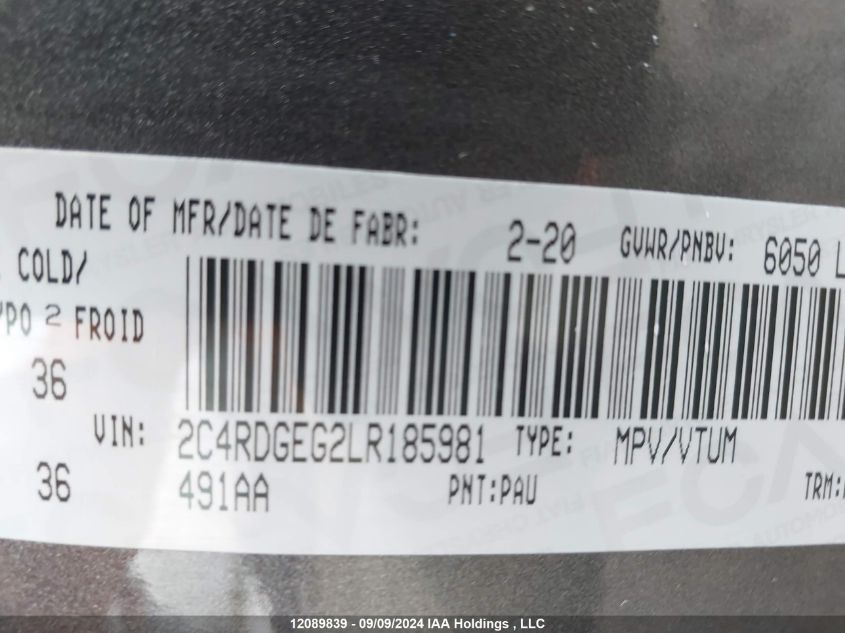 DATE OF MFR/DATE DE FABR: 2-20 GVWR/PNBV: 6050 L
COLD/
/PO 2 FROID
36
VIN: 2C4RDGEG2LR185981 TYPE: MPV/VTUM
36 491AA PNT:PAU TRM:
12089839 - 09/09/2024 IAA Holdings , LLC